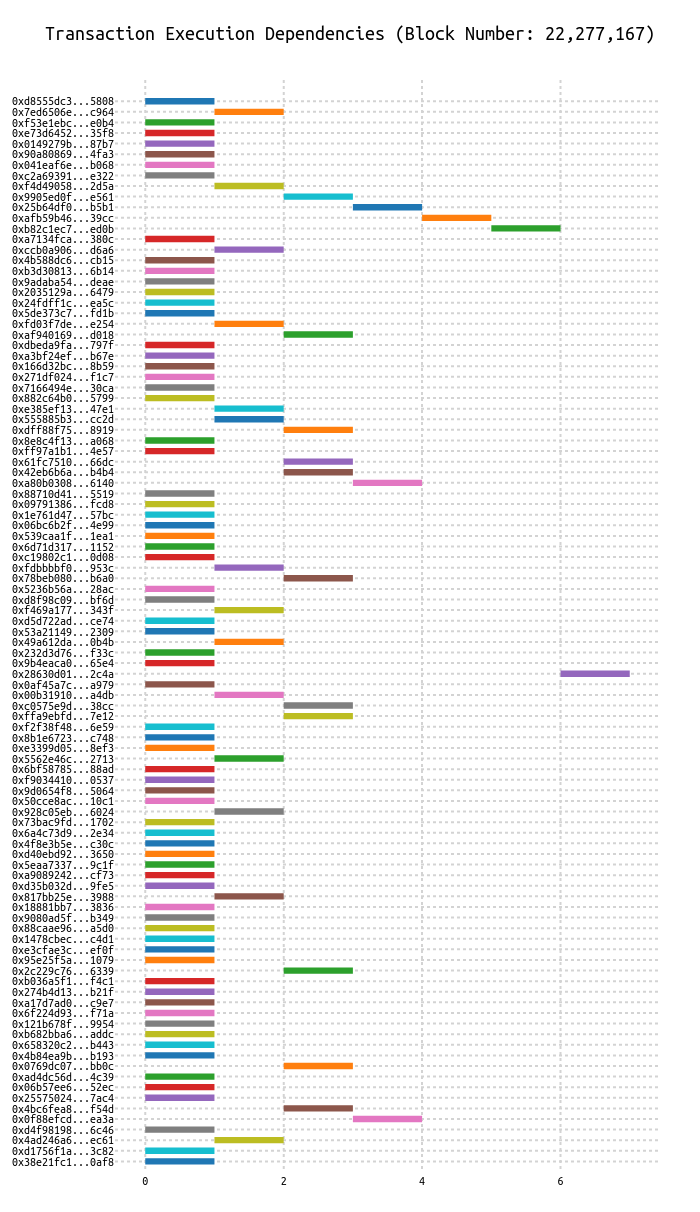 Transaction Execution Dependencies (Block Number: 22,277,167)
0xd8555dc3...5808
0x7ed6506e...c964
0xf53e1ebc...e0b4
0xe73d6452...35f8
0x0149279b...87b7
0x90a80869...4fa3
0x041eaf6e...b068
0xc2a69391...e322
0xf4d49058...2d5a
0x9905ed0f...e561
0x25b64df0...b5b1
0xafb59b46...39cc
0xb82c1ec7...ed0b
0xa7134fca...380c
0xccb0a906...d6a6
0x4b588dc6...cb15
0xb3d30813...6b14
0x9adaba54...deae
0x2035129a...6479
0x24fdff1c...ea5c
0x5de373c7...fd1b
0xfd03f7de...e254
0xaf940169...d018
0xdbeda9fa...797f
0xa3bf24ef...b67e
0x166d32bc...8b59
0x271df024...f1c7
0x7166494e...30ca
0x882c64b0...5799
0xe385ef13...47e1
0x555885b3...cc2d
0xdff88f75...8919
0x8e8c4f13...a068
0xff97a1b1...4e57
0x61fc7510...66dc
0x42eb6b6a...b4b4
0xa80b0308...6140
0x88710d41...5519
0x09791386...fcd8
0x1e761d47...57bc
0x06bc6b2f...4e99
0x539caa1f...1ea1
0x6d71d317...1152
0xc19802c1...0d08
0xfdbbbbf0...953c
0x78beb080...b6a0
0x5236b56a...28ac
0xd8f98c09...bf6d
0xf469a177...343f
0xd5d722ad...ce74
0x53a21149...2309
0x49a612da...0b4b
0x232d3d76...f33c
0x9b4eaca0...65e4
0x28630d01...2c4a
0x0af45a7c...a979
0x00b31910...a4db
0xc0575e9d...38cc
0xffa9ebfd...7e12
0xf2f38f48...6e59
0x8b1e6723...c748
0xe3399d05...8ef3
0x5562e46c...2713
0x6bf58785...88ad
0xf9034410...0537
0x9d0654f8...5064
0x50cce8ac...10c1
0x928c05eb...6024
0x73bac9fd...1702
0x6a4c73d9...2e34
0x4f8e3b5e...c30c
0xd40ebd92...3650
0x5eaa7337...9c1f
0xa9089242...cf73
0xd35b032d...9fe5
0x817bb25e...3988
0x18881bb7...3836
0x9080ad5f...b349
0x88caae96...a5d0
0x1478cbec...c4d1
0xe3cfae3c...ef0f
0x95e25f5a...1079
0x2c229c76...6339
0xb036a5f1...f4c1
0x274b4d13...b21f
0xa17d7ad0...c9e7
0x6f224d93...f71a
0x121b678f...9954
0xb682bba6...addc
0x658320c2...b443
0x4b84ea9b...b193
0x0769dc07...bb0c
0xad4dc56d...4c39
0x06b57ee6...52ec
0x25575024...7ac4
0x4bc6fea8...f54d
0x0f88efcd...ea3a
0xd4f98198...6c46
0x4ad246a6...ec61
0xd1756f1a...3c82
0x38e21fc1...0af8
0 2 4 6